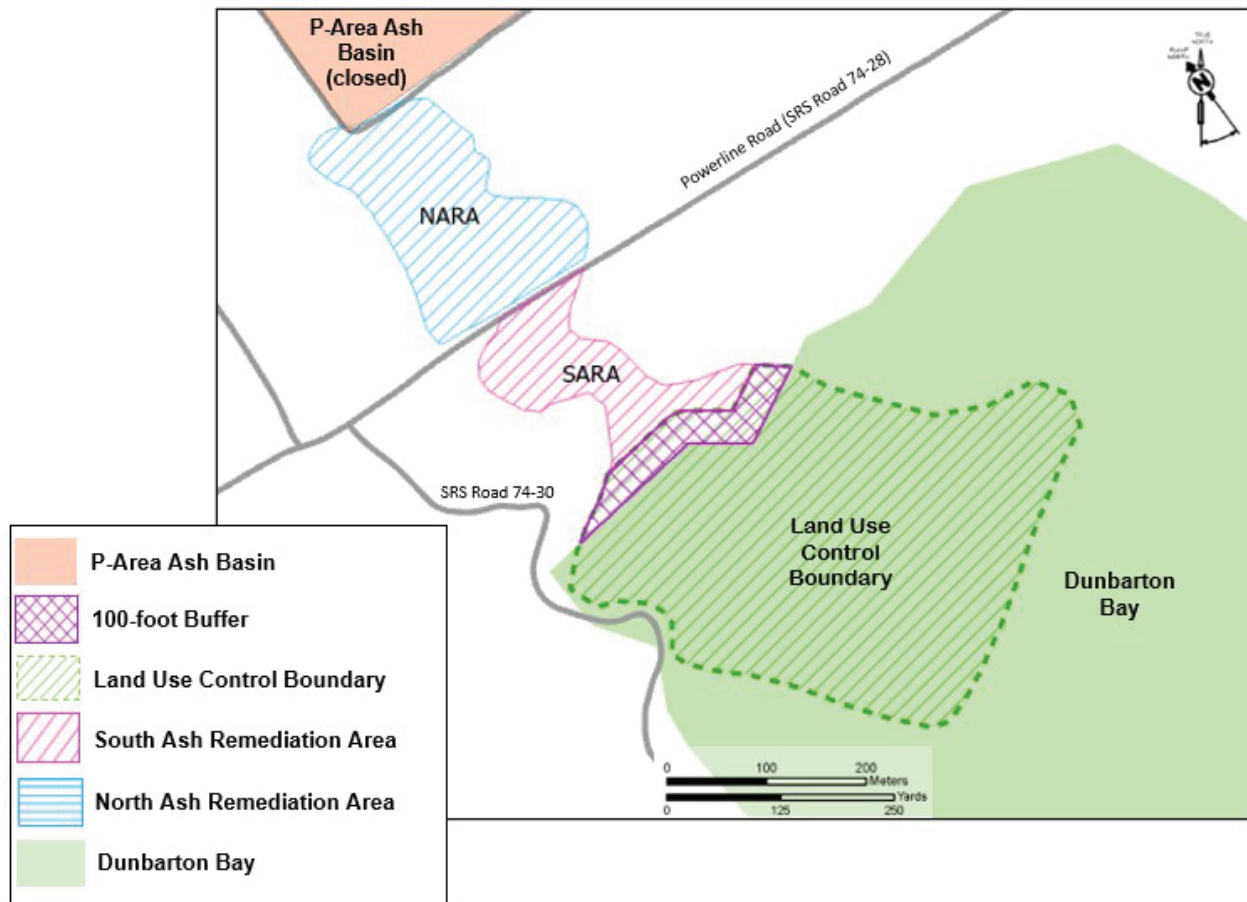 P-Area Ash
Basin
(closed)
TRUE
NORTH
PLANT
NORTH
N
Powerline Road (SRS Road 74-28)
NARA
SARA
SRS Road 74-30
Land Use
Control
Boundary
Dunbarton
Bay
P-Area Ash Basin
100-foot Buffer
Land Use Control Boundary
South Ash Remediation Area
North Ash Remediation Area
Dunbarton Bay
0 100 200
Meters
Yards
0 125 250